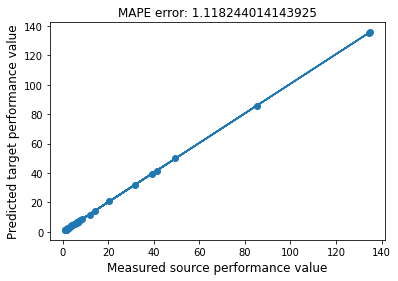 MAPE error: 1.118244014143925
Predicted target performance value
140
120
100
80
60
40
20
0
0 20 40 60 80 100 120 140
Measured source performance value